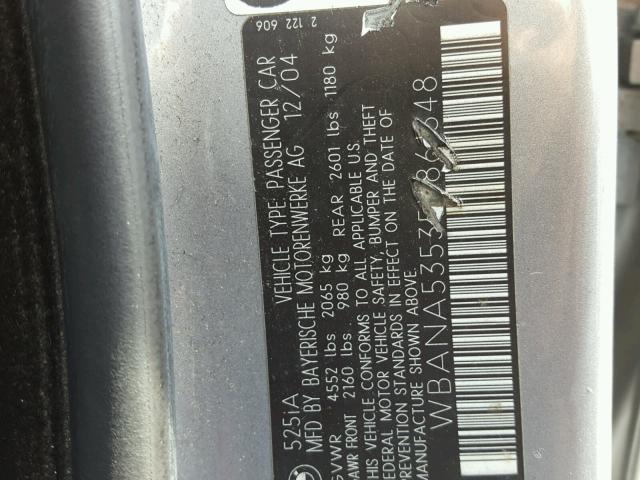 2 122 606
525iA VEHICLE TYPE: PASSENGER CAR
MFD BY BAYERISCHE MOTORENWERKE AG 12/04
GVWR 4552 lbs 2065 kg
GAWR FRONT 2160 lbs 980 kg REAR 2601 lbs 1180 kg
THIS VEHICLE CONFORMS TO ALL APPLICABLE U.S.
FEDERAL MOTOR VEHICLE SAFETY, BUMPER AND THEFT
PREVENTION STANDARDS IN EFFECT ON THE DATE OF
MANUFACTURE SHOWN ABOVE.